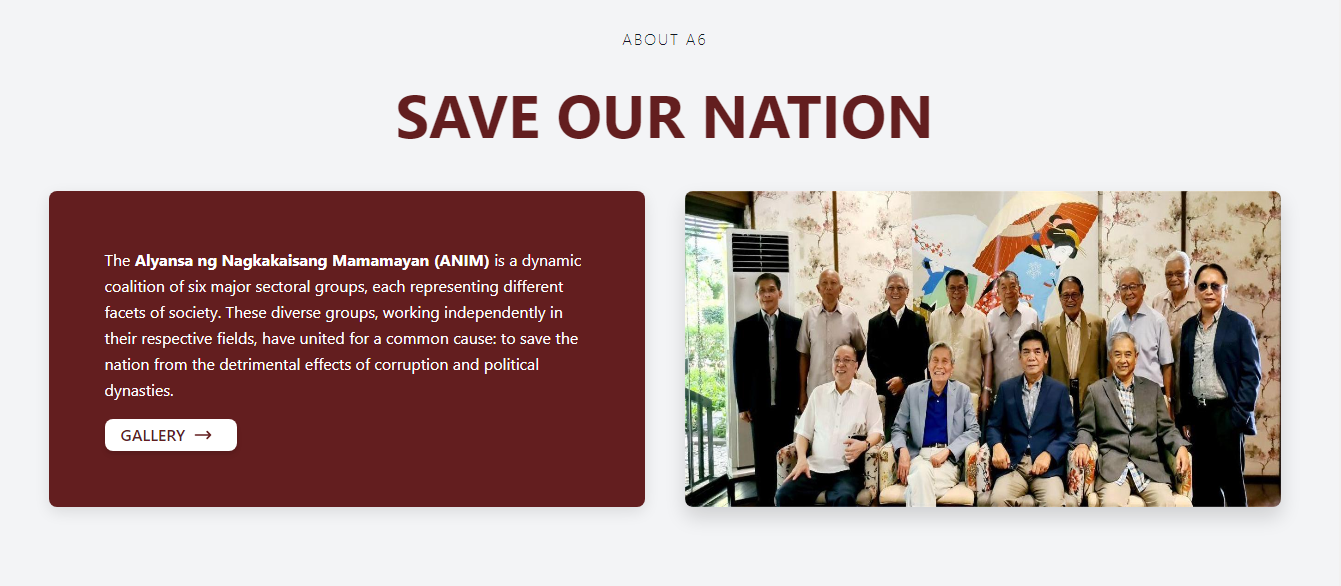 ABOUT A6
SAVE OUR NATION
The Alyansa ng Nagkakaisang Mamamayan (ANIM) is a dynamic
coalition of six major sectoral groups, each representing different
facets of society. These diverse groups, working independently in
their respective fields, have united for a common cause: to save the
nation from the detrimental effects of corruption and political
dynasties.
GALLERY →